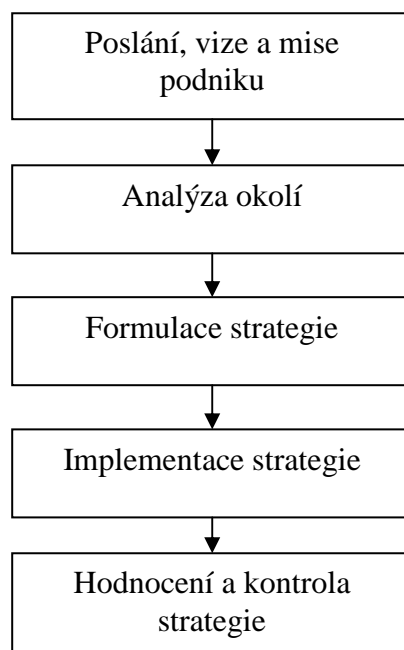 Poslání, vize a mise
podniku
Analýza okolí
Formulace strategie
Implementace strategie
Hodnocení a kontrola
strategie